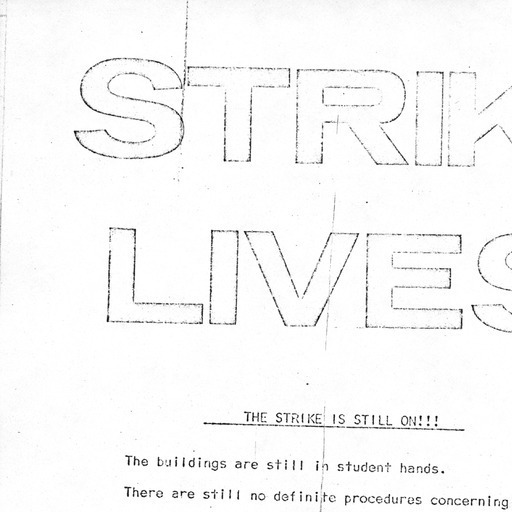 STRIK
LIVES
THE STRIKE IS STILL ON!!!
The buildings are still in student hands.
There are still no definite procedures concerning